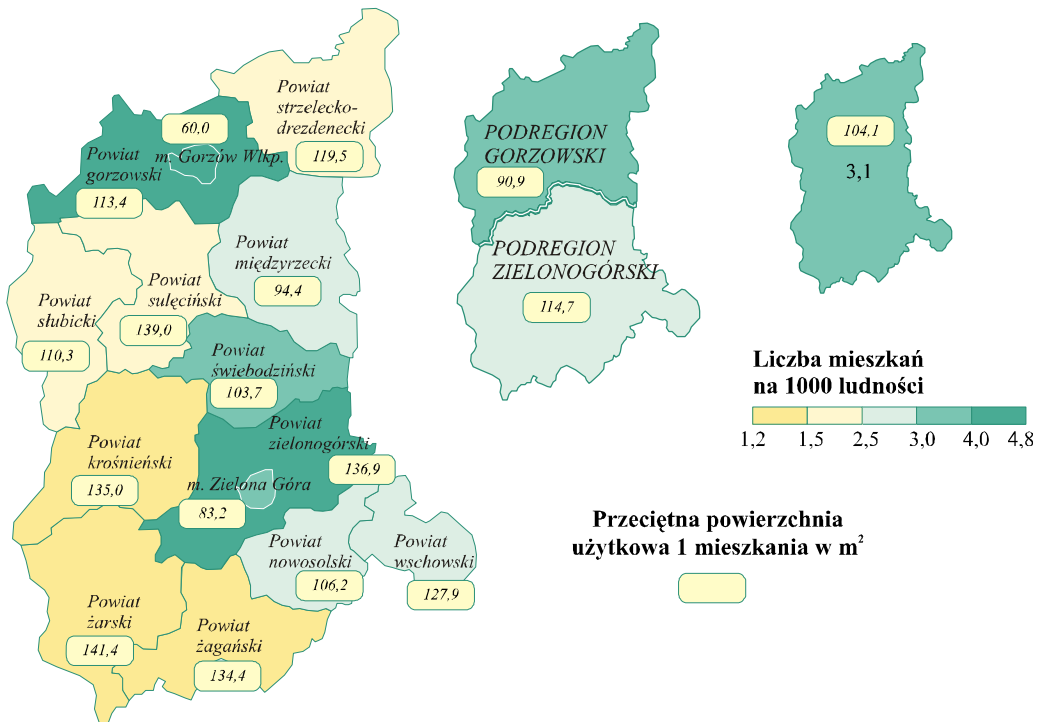 Powiat
strzelecko-
drezdenecki
119,5
60,0
m. Gorzów Wlkp.
Powiat
gorzowski
113,4
Powiat
międzyrzecki
94,4
Powiat
sulęciński
139,0
Powiat
słubicki
110,3
Powiat
świebodziński
103,7
Powiat
zielonogórski
136,9
Powiat
krośnieński
135,0
m. Zielona Góra
83,2
Powiat
nowosolski
106,2
Powiat
wschowski
127,9
Powiat
żarski
141,4
Powiat
żagański
134,4
PODREGION
GORZOWSKI
90,9
PODREGION
ZIELONOGÓRSKI
114,7
104,1
3,1
Liczba mieszkań
na 1000 ludności
1,2 1,5 2,5 3,0 4,0 4,8
Przeciętna powierzchnia
użytkowa 1 mieszkania w m²